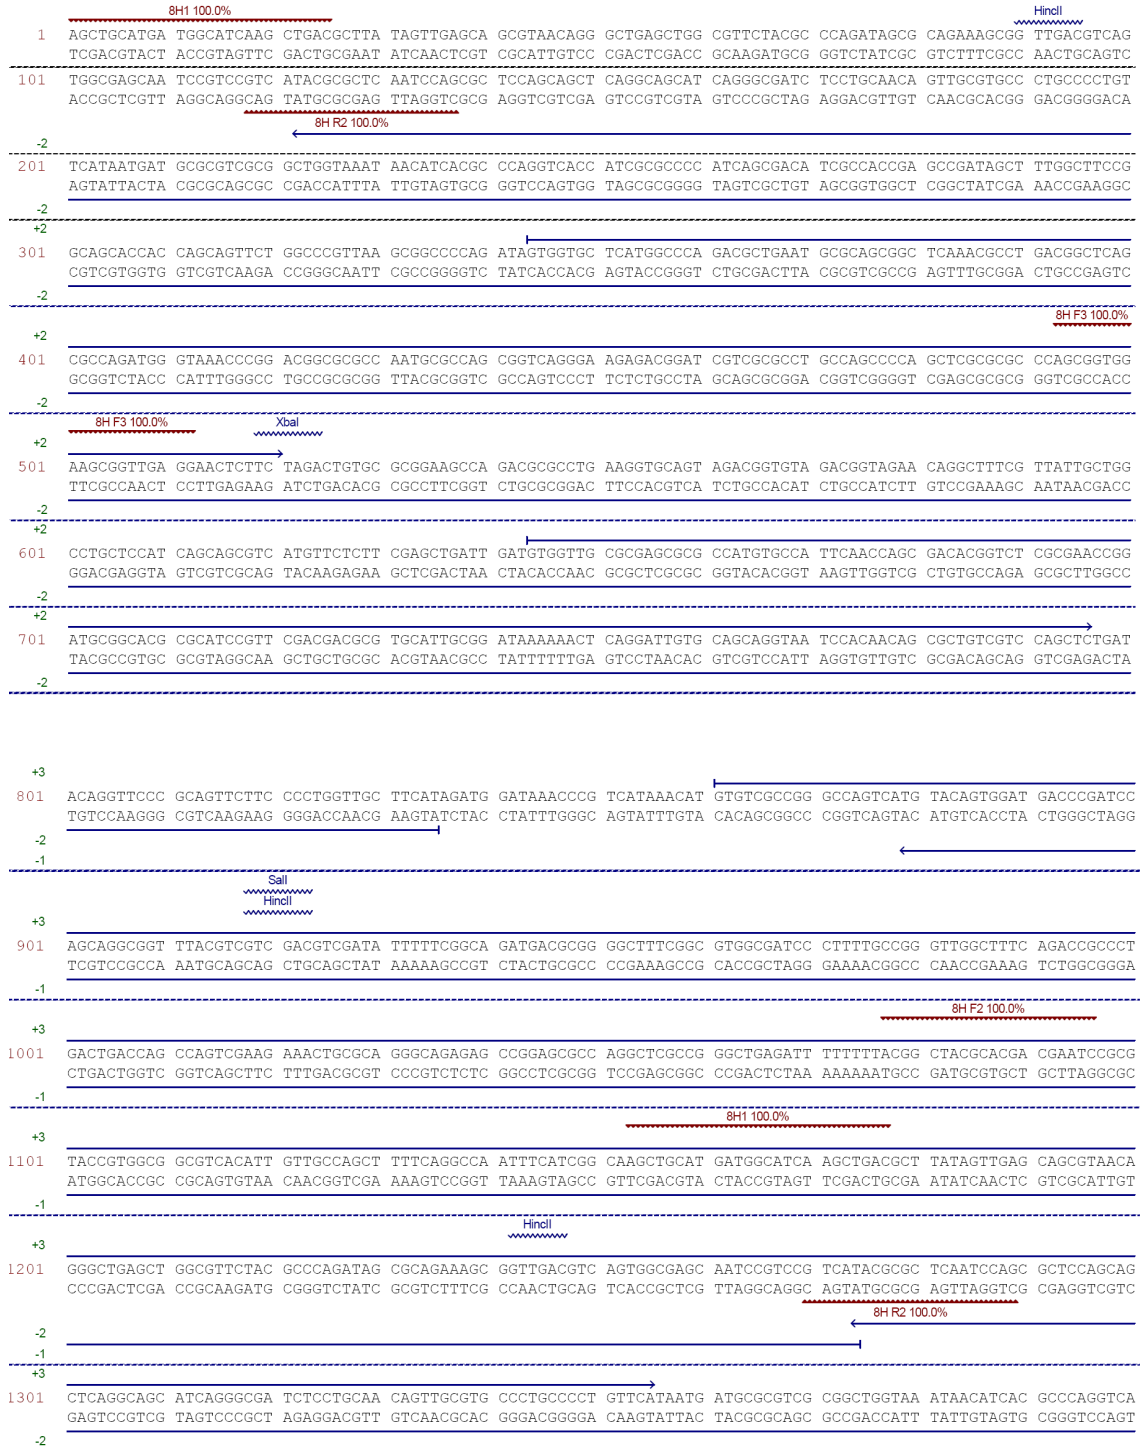 8H1 100.0%
HincII
1 AGCTGCATGA TGGCATCAAG CTGACGCTTA TAGTTGAGCA GCGTAACAGG GCTGAGCTGG CGTTCTACGC CCAGATAGCG CAGAAAGCGG TTGACGTCAG
TCGACGTACT ACCGTAGTTC GACTGCGAAT ATCAACTCGT CGCATTGTCC CGACTCGACC GCAAGATGCG GGTCTATCGC GTCTTTCGCC AACTGCAGTC
101 TGGCGAGCAA TCCGTCCGTC ATACGCGCTC AATCCAGCGC TCCAGCAGCT CAGGCAGCAT CAGGGCGATC TCCTGCAACA GTTGCGTGCC CTGCCCCTGT
ACCGCTCGTT AGGCAGGCAG TATGCGCGAG TTAGGTCGCG AGGTCGTCGA GTCCGTCGTA GTCCCGCTAG AGGACGTTGT CAACGCACGG GACGGGGACA
8H R2 100.0%
-2
201 TCATAATGAT GCGCGTCGCG GCTGGTAAAT AACATCACGC CCAGGTCACC ATCGCGCCCC ATCAGCGACA TCGCCACCGA GCCGATAGCT TTGGCTTCCG
AGTATTACTA CGCGCAGCGC CGACCATTTA TTGTAGTGCG GGTCCAGTGG TAGCGCGGGG TAGTCGCTGT AGCGGTGGCT CGGCTATCGA AACCGAAGGC
-2
+2
301 GCAGCACCAC CAGCAGTTCT GGCCCGTTAA GCGGCCCCAG ATAGTGGTGC TCATGGCCCA GACGCTGAAT GCGCAGCGGC TCAAACGCCT GACGGCTCAG
CGTCGTGGTG GTCGTCAAGA CCGGGCAATT CGCCGGGGTC TATCACCACG AGTACCGGGT CTGCGACTTA CGCGTCGCCG AGTTTGCGGA CTGCCGAGTC
-2
8H F3 100.0%
+2
401 CGCCAGATGG GTAAACCCGG ACGGCGCGCC AATGCGCCAG CGGTCAGGGA AGAGACGGAT CGTCGCGCCT GCCAGCCCCA GCTCGCGCGC CCAGCGGTGG
GCGGTCTACC CATTTGGGCC TGCCGCGCGG TTACGCGGTC GCCAGTCCCT TCTCTGCCTA GCAGCGCGGA CGGTCGGGGT CGAGCGCGCG GGTCGCCACC
-2
8H F3 100.0%
XbaI
+2
501 AAGCGGTTGA GGAACTCTTC TAGACTGTGC GCGGAAGCCA GACGCGCCTG AAGGTGCAGT AGACGGTGTA GACGGTAGAA CAGGCTTTCG TTATTGCTGG
TTCGCCAACT CCTTGAGAAG ATCTGACACG CGCCTTCGGT CTGCGCGGAC TTCCACGTCA TCTGCCACAT CTGCCATCTT GTCCGAAAGC AATAACGACC
-2
+2
601 CCTGCTCCAT CAGCAGCGTC ATGTTCTCTT CGAGCTGATT GATGTGGTTG CGCGAGCGCG CCATGTGCCA TTCAACCAGC GACACGGTCT CGCGAACCGG
GGACGAGGTA GTCGTCGCAG TACAAGAGAA GCTCGACTAA CTACACCAAC GCGCTCGCGC GGTACACGGT AAGTTGGTCG CTGTGCCAGA GCGCTTGGCC
-2
+2
701 ATGCGGCACG CGCATCCGTT CGACGACGCG TGCATTGCGG ATAAAAAACT CAGGATTGTG CAGCAGGTAA TCCACAACAG CGCTGTCGTC CAGCTCTGAT
TACGCCGTGC GCGTAGGCAA GCTGCTGCGC ACGTAACGCC TATTTTTTGA GTCCTAACAC GTCGTCCATT AGGTGTTGTC GCGACAGCAG GTCGAGACTA
-2
+3
801 ACAGGTTCCC GCAGTTCTTC CCCTGGTTGC TTCATAGATG GATAAACCCG TCATAAACAT GTGTCGCCGG GCCAGTCATG TACAGTGGAT GACCCGATCC
TGTCCAAGGG CGTCAAGAAG GGGACCAACG AAGTATCTAC CTATTTGGGC AGTATTTGTA CACAGCGGCC CGGTCAGTAC ATGTCACCTA CTGGGCTAGG
-2
-1
SalI
HincII
+3
901 AGCAGGCGGT TTACGTCGTC GACGTCGATA TTTTTCGGCA GATGACGCGG GGCTTTCGGC GTGGCGATCC CTTTTGCCGG GTTGGCTTTC AGACCGCCCT
TCGTCCGCCA AATGCAGCAG CTGCAGCTAT AAAAAGCCGT CTACTGCGCC CCGAAAGCCG CACCGCTAGG GAAAACGGCC CAACCGAAAG TCTGGCGGGA
-1
8H F2 100.0%
+3
1001 GACTGACCAG CCAGTCGAAG AAACTGCGCA GGGCAGAGAG CCGGAGCGCC AGGCTCGCCG GGCTGAGATT TTTTTTACGG CTACGCACGA CGAATCCGCG
CTGACTGGTC GGTCAGCTTC TTTGACGCGT CCCGTCTCTC GGCCTCGCGG TCCGAGCGGC CCGACTCTAA AAAAAATGCC GATGCGTGCT GCTTAGGCGC
-1
8H1 100.0%
+3
1101 TACCGTGGCG GCGTCACATT GTTGCCAGCT TTTCAGGCCA ATTTCATCGG CAAGCTGCAT GATGGCATCA AGCTGACGCT TATAGTTGAG CAGCGTAACA
ATGGCACCGC CGCAGTGTAA CAACGGTCGA AAAGTCCGGT TAAAGTAGCC GTTCGACGTA CTACCGTAGT TCGACTGCGA ATATCAACTC GTCGCATTGT
-1
HincII
+3
1201 GGGCTGAGCT GGCGTTCTAC GCCCAGATAG CGCAGAAAGC GGTTGACGTC AGTGGCGAGC AATCCGTCCG TCATACGCGC TCAATCCAGC GCTCCAGCAG
CCCGACTCGA CCGCAAGATG CGGGTCTATC GCGTCTTTCG CCAACTGCAG TCACCGCTCG TTAGGCAGGC AGTATGCGCG AGTTAGGTCG CGAGGTCGTC
8H R2 100.0%
-2
-1
+3
1301 CTCAGGCAGC ATCAGGGCGA TCTCCTGCAA CAGTTGCGTG CCCTGCCCCT GTTCATAATG ATGCGCGTCG CGGCTGGTAA ATAACATCAC GCCCAGGTCA
GAGTCCGTCG TAGTCCCGCT AGAGGACGTT GTCAACGCAC GGGACGGGGA CAAGTATTAC TACGCGCAGC GCCGACCATT TATTGTAGTG CGGGTCCAGT
-2